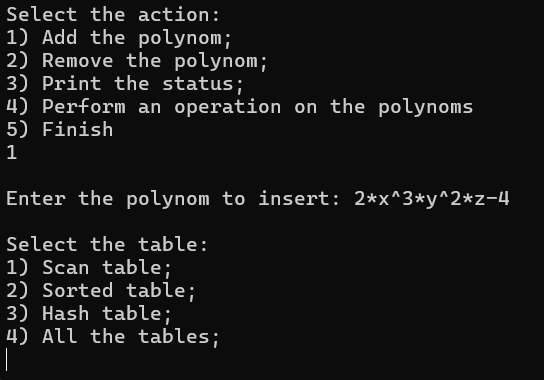 Select the action:
1) Add the polynom;
2) Remove the polynom;
3) Print the status;
4) Perform an operation on the polynoms
5) Finish
1
Enter the polynom to insert: 2*x^3*y^2*z-4
Select the table:
1) Scan table;
2) Sorted table;
3) Hash table;
4) All the tables;